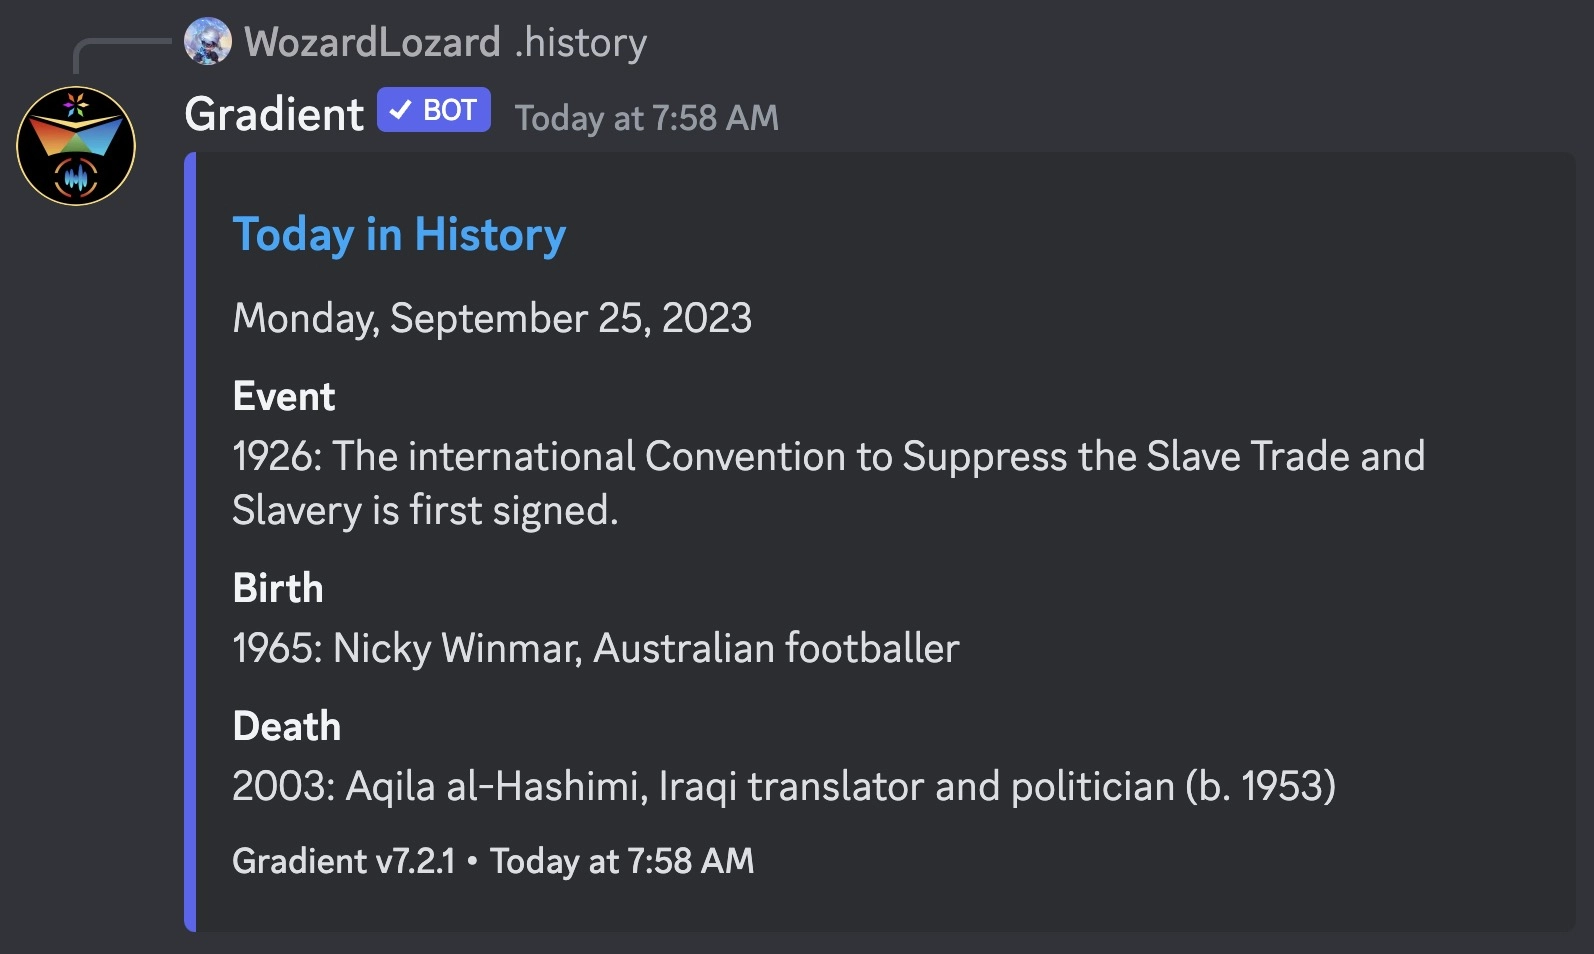 WozardLozard .history
Gradient ✓ BOT Today at 7:58 AM
Today in History
Monday, September 25, 2023
Event
1926: The international Convention to Suppress the Slave Trade and
Slavery is first signed.
Birth
1965: Nicky Winmar, Australian footballer
Death
2003: Aqila al-Hashimi, Iraqi translator and politician (b. 1953)
Gradient v7.2.1 • Today at 7:58 AM